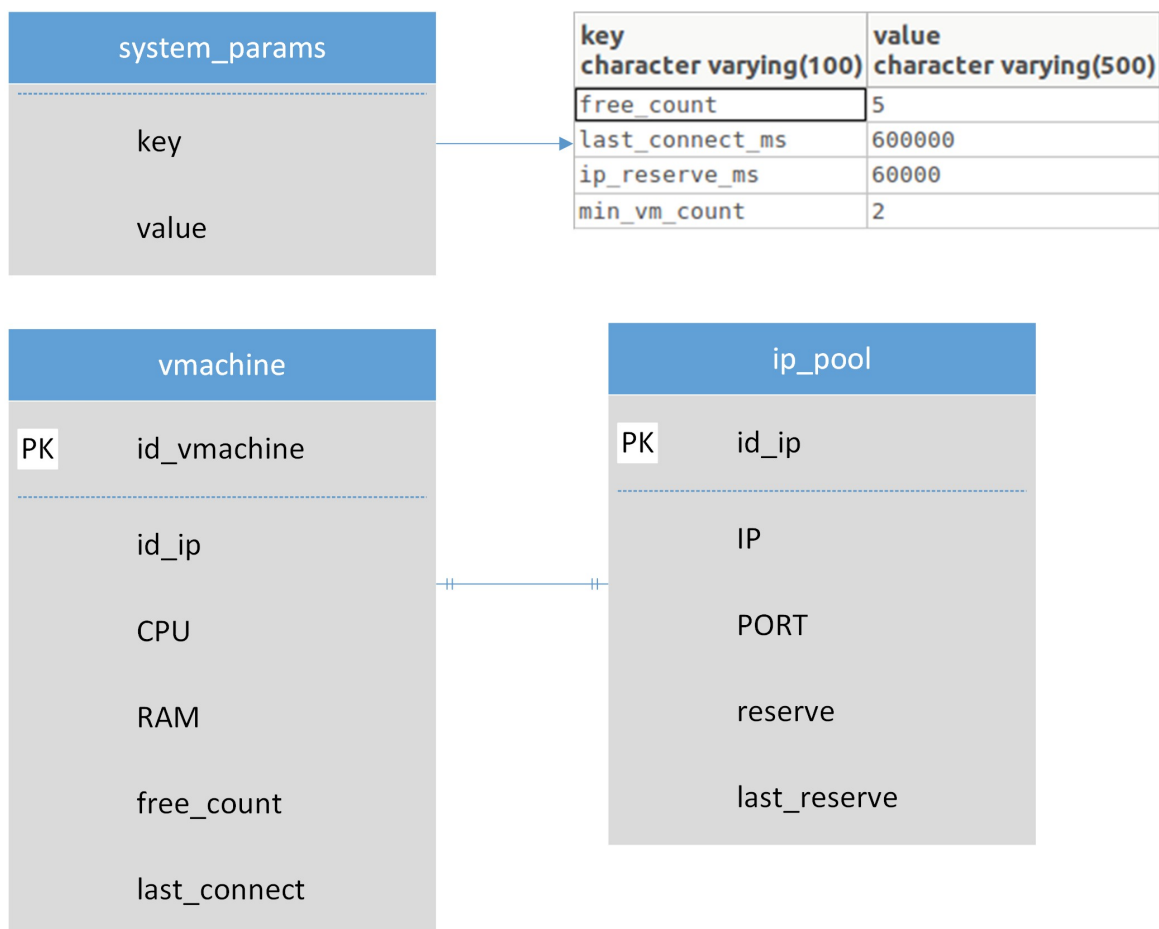 system_params
key
value
key value
character varying(100) character varying(500)
free_count 5
last_connect_ms 600000
ip_reserve_ms 60000
min_vm_count 2
vmachine
PK id_vmachine
id_ip
CPU
RAM
free_count
last_connect
ip_pool
PK id_ip
IP
PORT
reserve
last_reserve